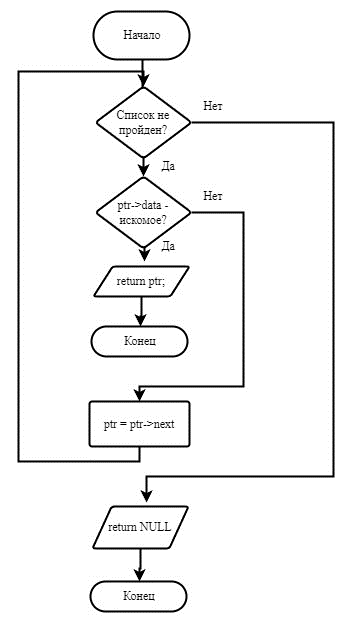 Начало
Нет
Список не
пройден?
Да
Нет
ptr->data -
искомое?
Да
return ptr;
Конец
ptr = ptr->next
return NULL
Конец